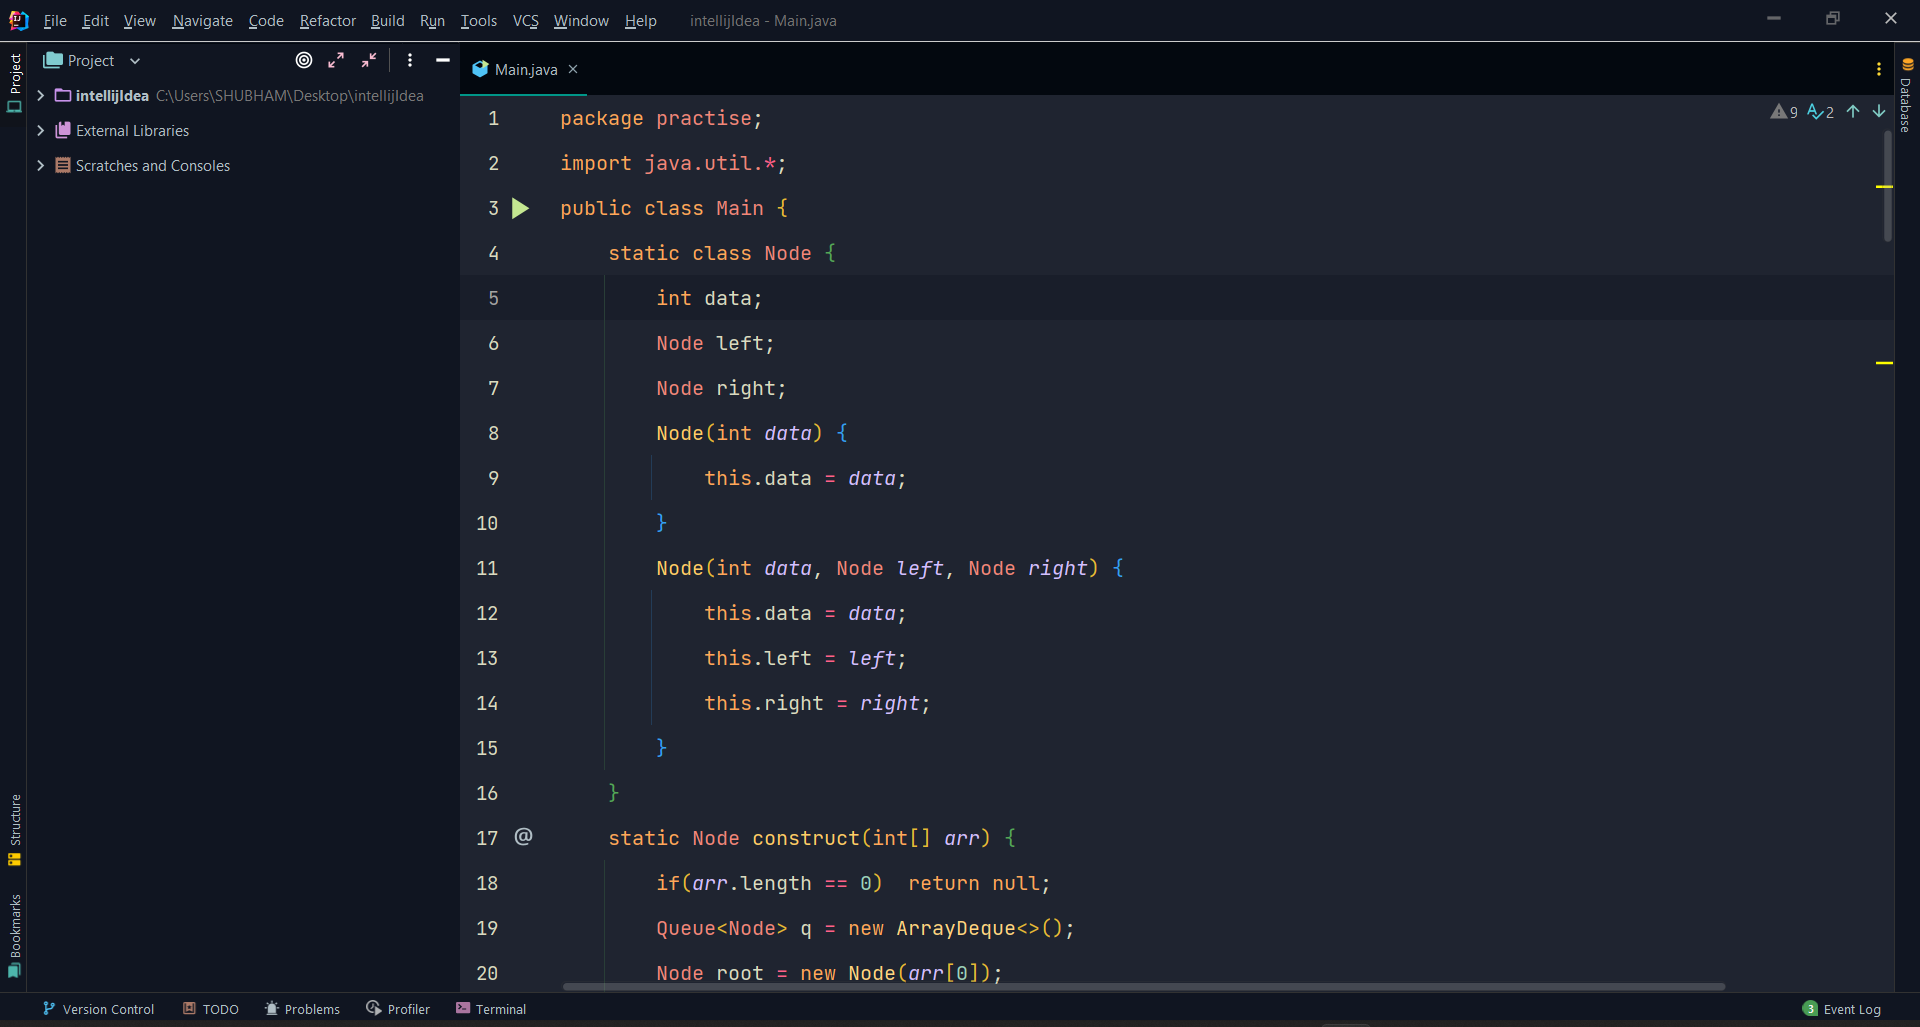 File Edit View Navigate Code Refactor Build Run Tools VCS Window Help intellijIdea - Main.java
Project
Project
intellijIdea C:\Users\SHUBHAM\Desktop\intellijIdea
External Libraries
Scratches and Consoles
Structure
Bookmarks
Main.java
9 2
1 package practise;
2 import java.util.*;
3 public class Main {
4 static class Node {
5 int data;
6 Node left;
7 Node right;
8 Node(int data) {
9 this.data = data;
10 }
11 Node(int data, Node left, Node right) {
12 this.data = data;
13 this.left = left;
14 this.right = right;
15 }
16 }
17 @ static Node construct(int[] arr) {
18 if(arr.length == 0)  return null;
19 Queue<Node> q = new ArrayDeque<>();
20 Node root = new Node(arr[0]);
Database
Version Control TODO Problems Profiler Terminal 3 Event Log